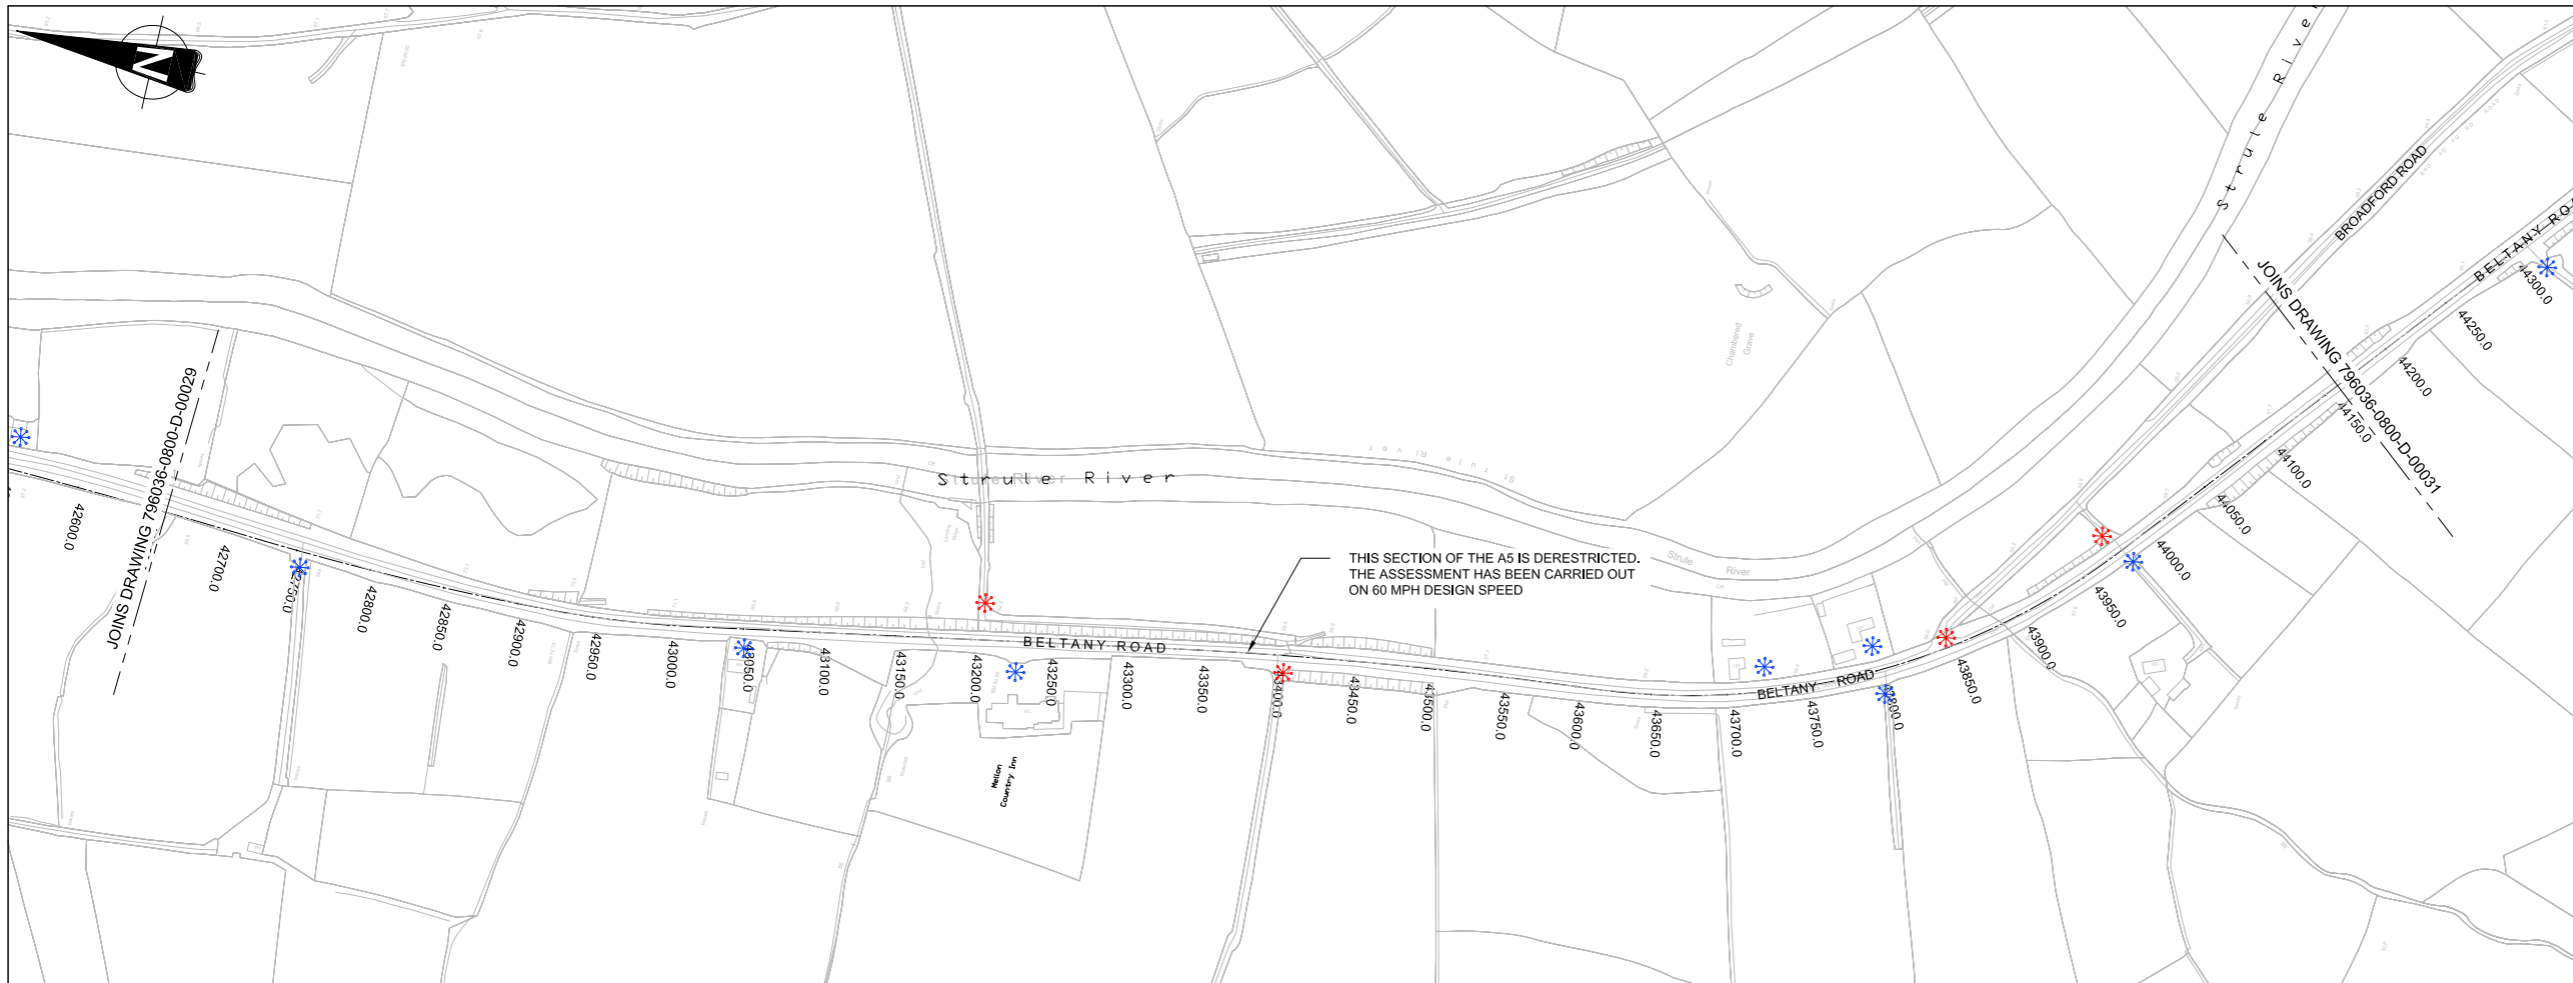 N
Strule River
BROADFORD ROAD
BELTANY ROA
JOINS DRAWING 796036-0800-D-00029
JOINS DRAWING 796036-0800-D-00031
Strule River
Strule River
Chambered
Grave
THIS SECTION OF THE A5 IS DERESTRICTED.
THE ASSESSMENT HAS BEEN CARRIED OUT
ON 60 MPH DESIGN SPEED
Strule
River
BELTANY ROAD
BELTANY ROAD
Mellon
Country Inn
42600.0
42700.0
42750.0
42800.0
42850.0
42900.0
42950.0
43000.0
43050.0
43100.0
43150.0
43200.0
43250.0
43300.0
43350.0
43400.0
43450.0
43500.0
43550.0
43600.0
43650.0
43700.0
43750.0
43800.0
43850.0
43900.0
43950.0
44000.0
44050.0
44100.0
44150.0
44200.0
44250.0
44300.0